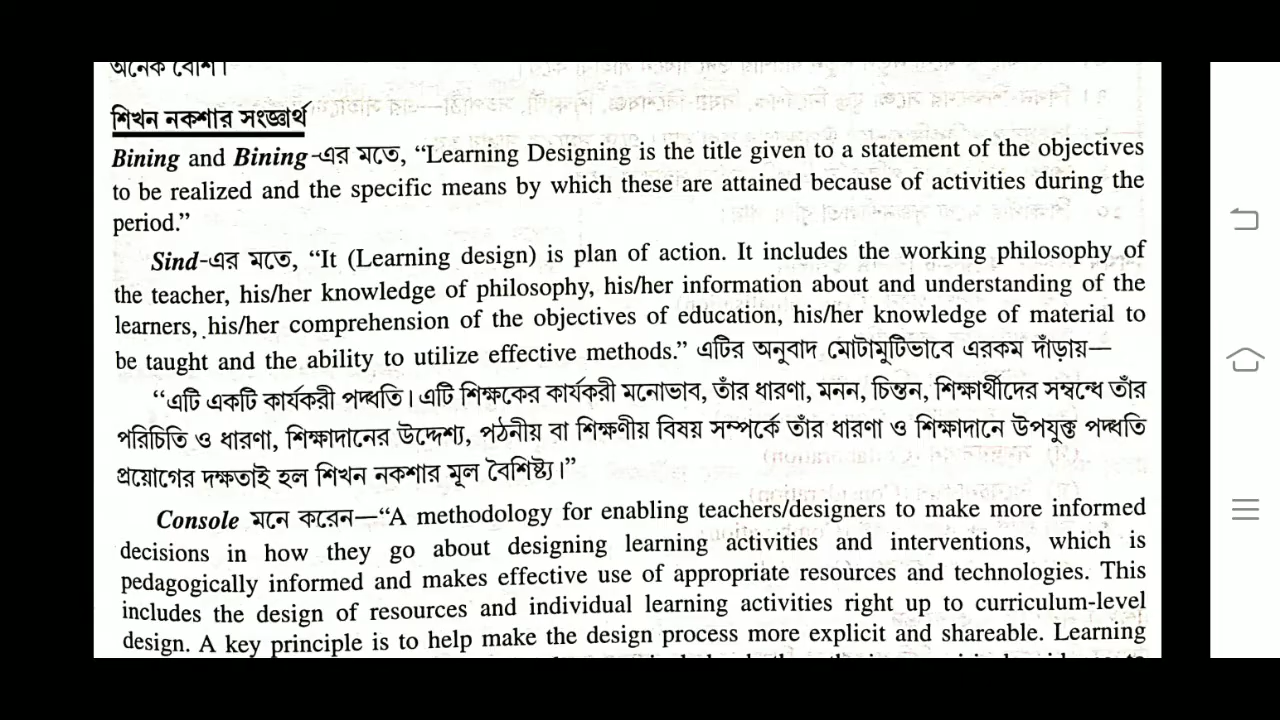 অনেক বেশি।
শিখন নকশার সংজ্ঞার্থ
Bining and Bining-এর মতে, “Learning Designing is the title given to a statement of the objectives
to be realized and the specific means by which these are attained because of activities during the
period.”
Sind-এর মতে, “It (Learning design) is plan of action. It includes the working philosophy of
the teacher, his/her knowledge of philosophy, his/her information about and understanding of the
learners, his/her comprehension of the objectives of education, his/her knowledge of material to
be taught and the ability to utilize effective methods.” এটির অনুবাদ মোটামুটিভাবে এরকম দাঁড়ায়—
“এটি একটি কার্যকরী পদ্ধতি। এটি শিক্ষকের কার্যকরী মনোভাব, তাঁর ধারণা, মনন, চিন্তন, শিক্ষার্থীদের সম্বন্ধে তাঁর
পরিচিতি ও ধারণা, শিক্ষাদানের উদ্দেশ্য, পঠনীয় বা শিক্ষণীয় বিষয় সম্পর্কে তাঁর ধারণা ও শিক্ষাদানে উপযুক্ত পদ্ধতি
প্রয়োগের দক্ষতাই হল শিখন নকশার মূল বৈশিষ্ট্য।”
Console মনে করেন—“A methodology for enabling teachers/designers to make more informed
decisions in how they go about designing learning activities and interventions, which is
pedagogically informed and makes effective use of appropriate resources and technologies. This
includes the design of resources and individual learning activities right up to curriculum-level
design. A key principle is to help make the design process more explicit and shareable. Learning